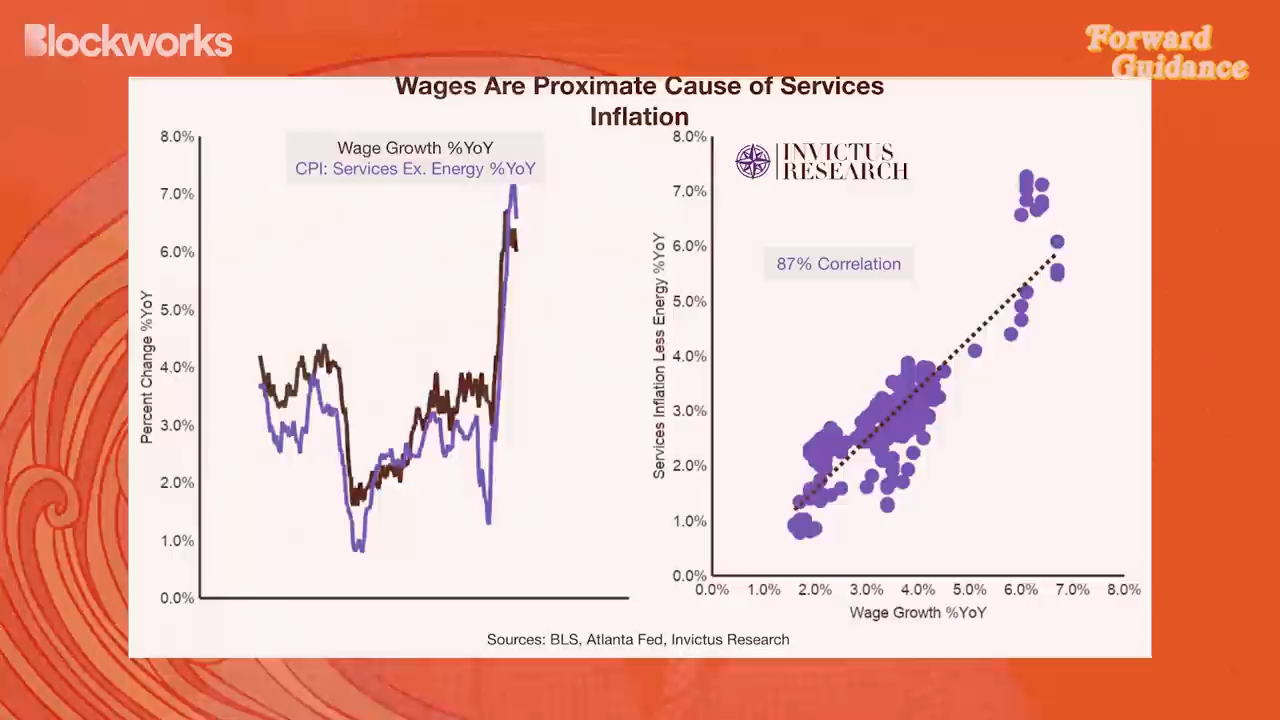 Blockworks
Forward
Guidance
Wages Are Proximate Cause of Services
Inflation
8.0%
7.0%
6.0%
5.0%
4.0%
3.0%
2.0%
1.0%
0.0%
Percent Change %YoY
Wage Growth %YoY
CPI: Services Ex. Energy %YoY
8.0%
7.0%
6.0%
5.0%
4.0%
3.0%
2.0%
1.0%
0.0%
Services Inflation Less Energy %YoY
INVICTUS
RESEARCH
87% Correlation
0.0% 1.0% 2.0% 3.0% 4.0% 5.0% 6.0% 7.0% 8.0%
Wage Growth %YoY
Sources: BLS, Atlanta Fed, Invictus Research